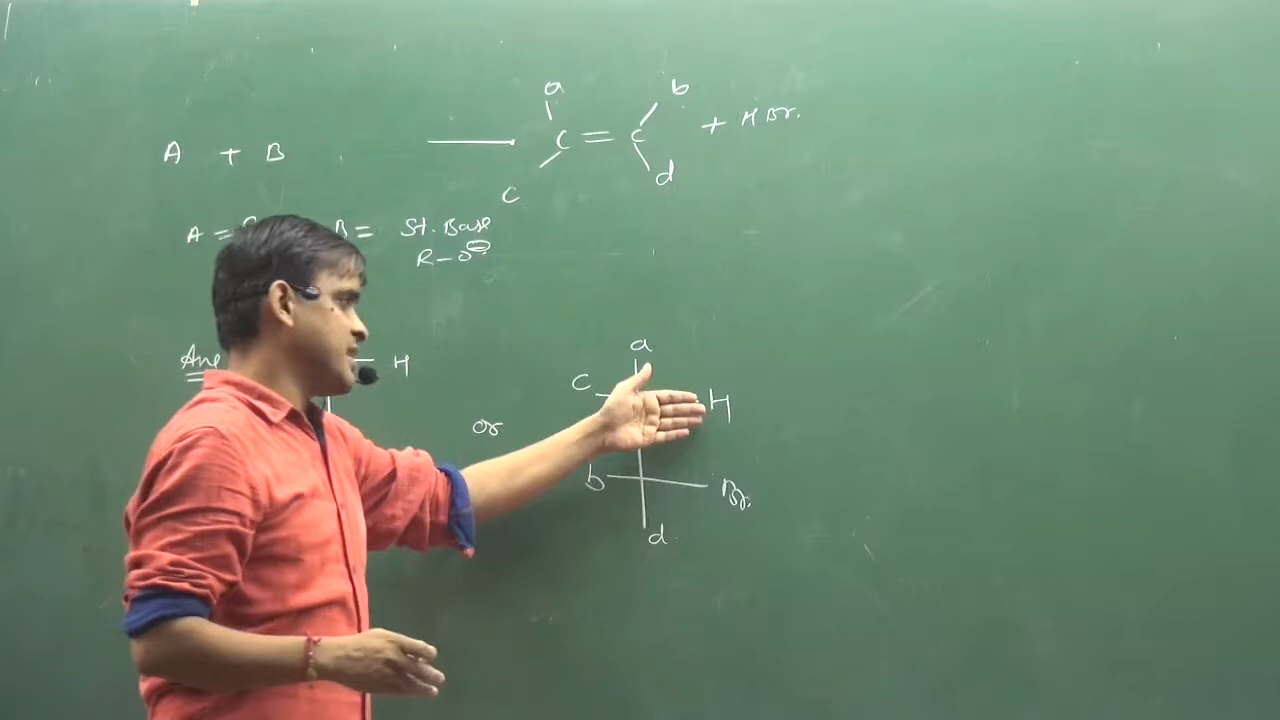 a b
A + B ⟶ C = C + HBr.
c d
A = B = St. Base
R – O⊖
Ans H
a
c H
or
b Br.
d.